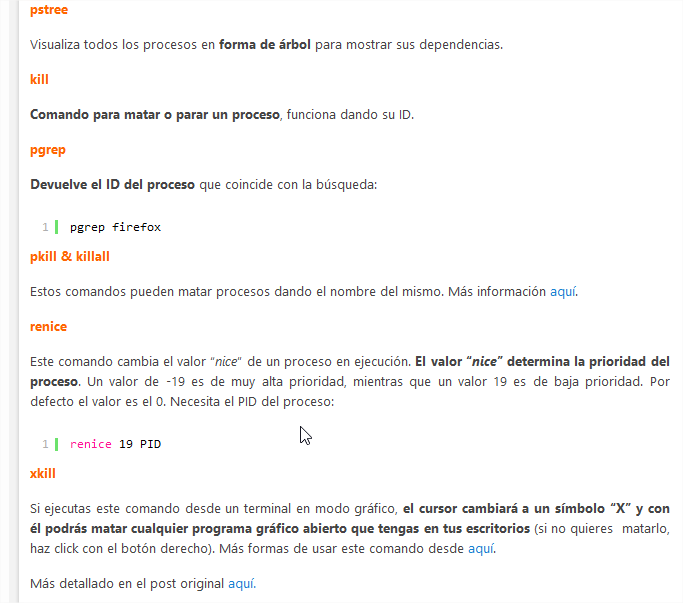 pstree
Visualiza todos los procesos en forma de árbol para mostrar sus dependencias.
kill
Comando para matar o parar un proceso, funciona dando su ID.
pgrep
Devuelve el ID del proceso que coincide con la búsqueda:
1 pgrep firefox
pkill & killall
Estos comandos pueden matar procesos dando el nombre del mismo. Más información aquí.
renice
Este comando cambia el valor “nice” de un proceso en ejecución. El valor “nice” determina la prioridad del
proceso. Un valor de -19 es de muy alta prioridad, mientras que un valor 19 es de baja prioridad. Por
defecto el valor es el 0. Necesita el PID del proceso:
1 renice 19 PID
xkill
Si ejecutas este comando desde un terminal en modo gráfico, el cursor cambiará a un símbolo “X” y con
él podrás matar cualquier programa gráfico abierto que tengas en tus escritorios (si no quieres matarlo,
haz click con el botón derecho). Más formas de usar este comando desde aquí.
Más detallado en el post original aquí.